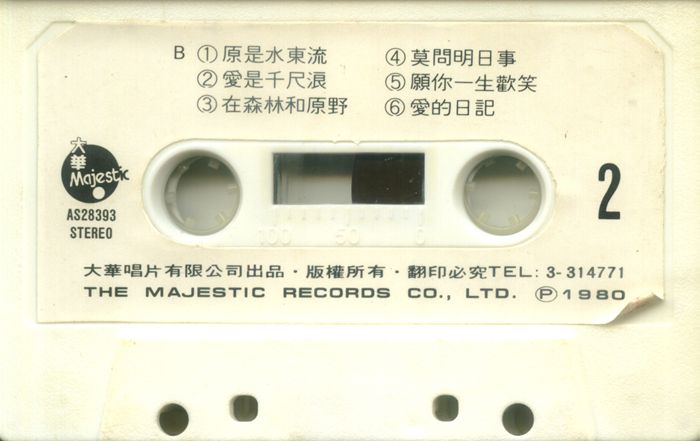 B ①原是水東流 ④莫問明日事
②愛是千尺浪 ⑤願你一生歡笑
③在森林和原野 ⑥愛的日記
大華
Majestic
AS28393
STEREO
2
100 50 0
大華唱片有限公司出品·版權所有·翻印必究TEL: 3-314771
THE MAJESTIC RECORDS CO., LTD. Ⓟ1980